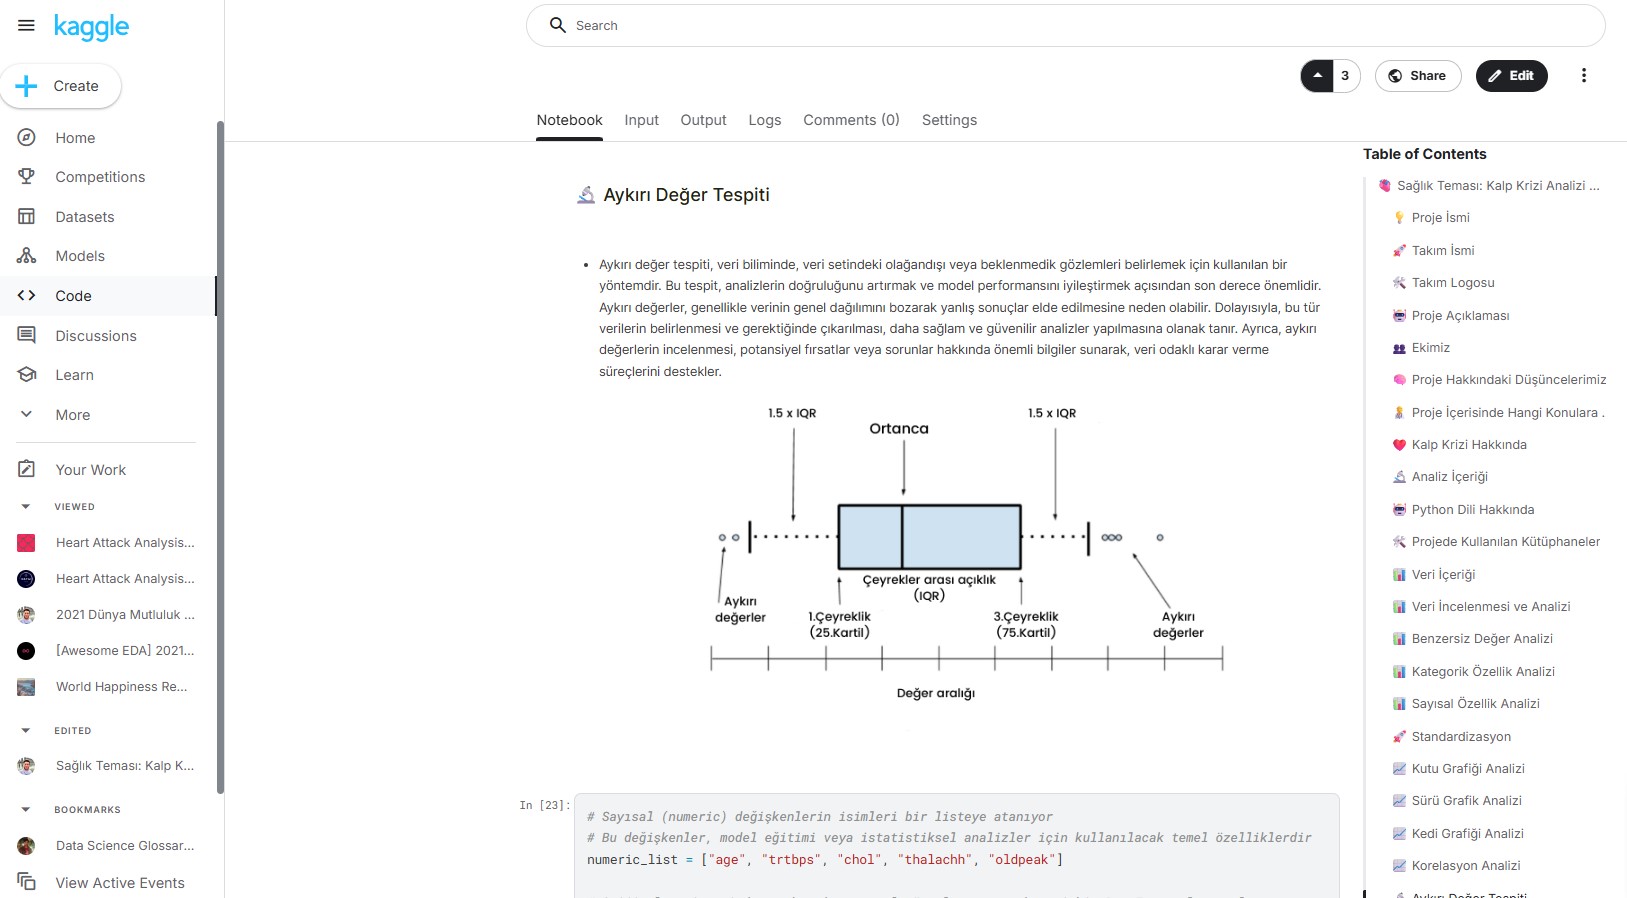 kaggle
Search
Create
3
Share
Edit
Home
Competitions
Datasets
Models
Code
Discussions
Learn
More
Your Work
VIEWED
Heart Attack Analysis...
Heart Attack Analysis...
2021 Dünya Mutluluk ...
[Awesome EDA] 2021...
World Happiness Re...
EDITED
Sağlık Teması: Kalp K...
BOOKMARKS
Data Science Glossar...
View Active Events
Notebook Input Output Logs Comments (0) Settings
Aykırı Değer Tespiti
• Aykırı değer tespiti, veri biliminde, veri setindeki olağandışı veya beklenmedik gözlemleri belirlemek için kullanılan bir
yöntemdir. Bu tespit, analizlerin doğruluğunu artırmak ve model performansını iyileştirmek açısından son derece önemlidir.
Aykırı değerler, genellikle verinin genel dağılımını bozarak yanlış sonuçlar elde edilmesine neden olabilir. Dolayısıyla, bu tür
verilerin belirlenmesi ve gerektiğinde çıkarılması, daha sağlam ve güvenilir analizler yapılmasına olanak tanır. Ayrıca, aykırı
değerlerin incelenmesi, potansiyel fırsatlar veya sorunlar hakkında önemli bilgiler sunarak, veri odaklı karar verme
süreçlerini destekler.
1.5 x IQR
1.5 x IQR
Ortanca
Çeyrekler arası açıklık
(IQR)
Aykırı
değerler
1.Çeyreklik
(25.Kartil)
3.Çeyreklik
(75.Kartil)
Aykırı
değerler
Değer aralığı
In [23]:
# Sayısal (numeric) değişkenlerin isimleri bir listeye atanıyor
# Bu değişkenler, model eğitimi veya istatistiksel analizler için kullanılacak temel özelliklerdir
numeric_list = ["age", "trtbps", "chol", "thalachh", "oldpeak"]
Table of Contents
Sağlık Teması: Kalp Krizi Analizi ...
Proje İsmi
Takım İsmi
Takım Logosu
Proje Açıklaması
Ekimiz
Proje Hakkındaki Düşüncelerimiz
Proje İçerisinde Hangi Konulara .
Kalp Krizi Hakkında
Analiz İçeriği
Python Dili Hakkında
Projede Kullanılan Kütüphaneler
Veri İçeriği
Veri İncelenmesi ve Analizi
Benzersiz Değer Analizi
Kategorik Özellik Analizi
Sayısal Özellik Analizi
Standardizasyon
Kutu Grafiği Analizi
Sürü Grafik Analizi
Kedi Grafiği Analizi
Korelasyon Analizi
Aykırı Değer Tespiti